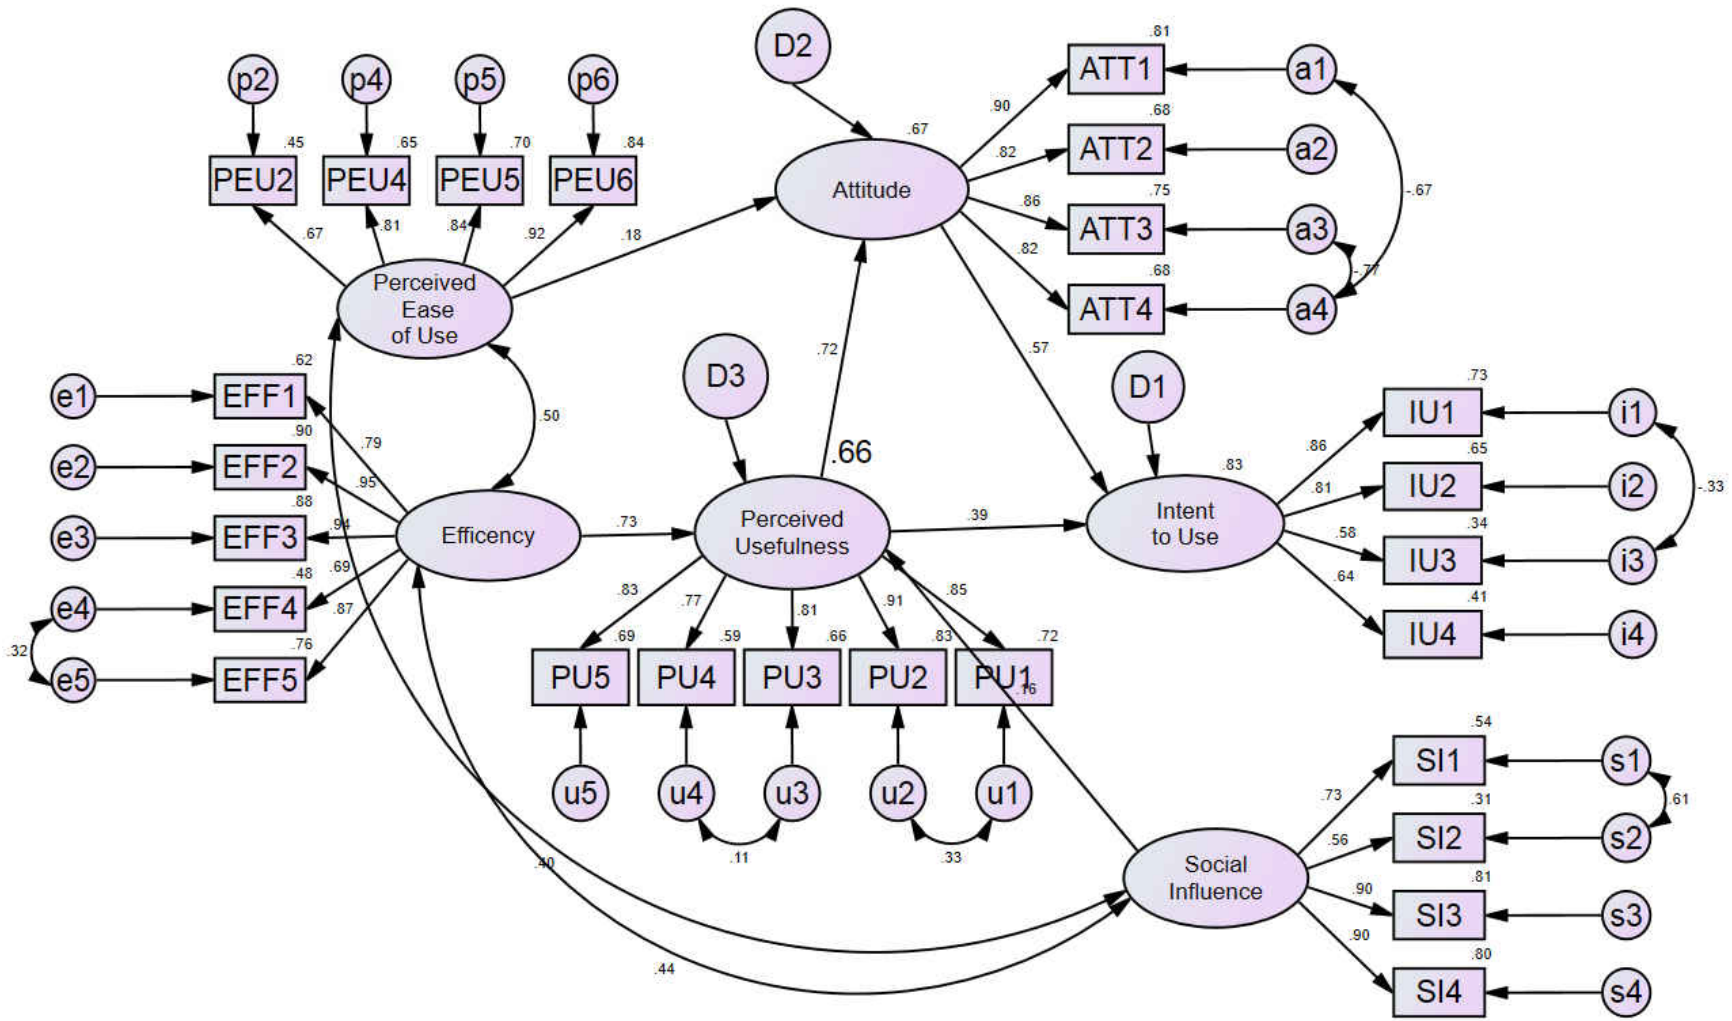 D2
.81
ATT1
a1
p2
p4
p5
p6
.90
.67
.68
.45
.65
.70
.84
ATT2
a2
.82
PEU2
PEU4
PEU5
PEU6
Attitude
.75
-.67
.86
ATT3
a3
.67
.81
.84
.92
.18
.82
.68
-.77
Perceived
Ease
of Use
ATT4
a4
.72
.57
.62
D3
D1
.73
e1
EFF1
IU1
i1
.50
.90
.79
.66
.86
.65
e2
EFF2
.95
.83
.81
IU2
i2
-.33
.88
.94
.73
.39
.34
e3
EFF3
Efficency
Perceived
Usefulness
Intent
to Use
.58
IU3
i3
.48
.69
.64
.41
e4
EFF4
.87
.83
.77
.81
.91
.85
IU4
i4
.32
.76
.69
.59
.66
.83
.72
e5
EFF5
PU5
PU4
PU3
PU2
PU1
.16
.54
SI1
s1
u5
u4
u3
u2
u1
.73
.31
.61
.11
.33
.56
SI2
s2
.40
Social
Influence
.81
.90
SI3
s3
.90
.80
.44
SI4
s4